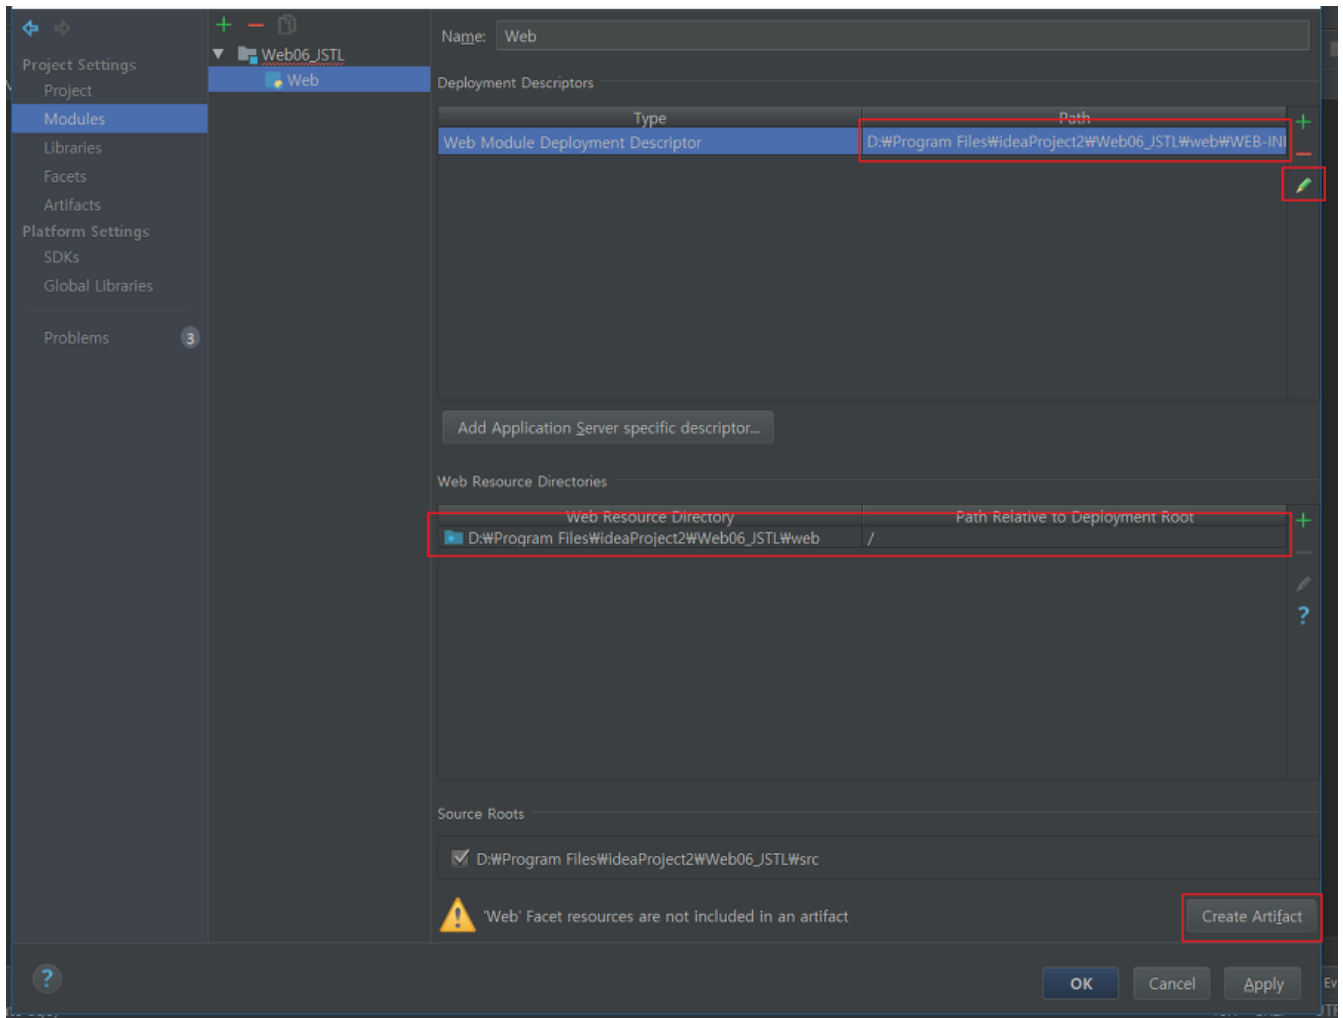 Name: Web
Project Settings
Project
Modules
Libraries
Facets
Artifacts
Platform Settings
SDKs
Global Libraries
Problems 3
Web06_JSTL
Web
Deployment Descriptors
Type Path
Web Module Deployment Descriptor D:₩Program Files₩ideaProject2₩Web06_JSTL₩web₩WEB-INI
Add Application Server specific descriptor...
Web Resource Directories
Web Resource Directory Path Relative to Deployment Root
D:₩Program Files₩ideaProject2₩Web06_JSTL₩web /
?
Source Roots
D:₩Program Files₩ideaProject2₩Web06_JSTL₩src
'Web' Facet resources are not included in an artifact Create Artifact
? OK Cancel Apply Ev